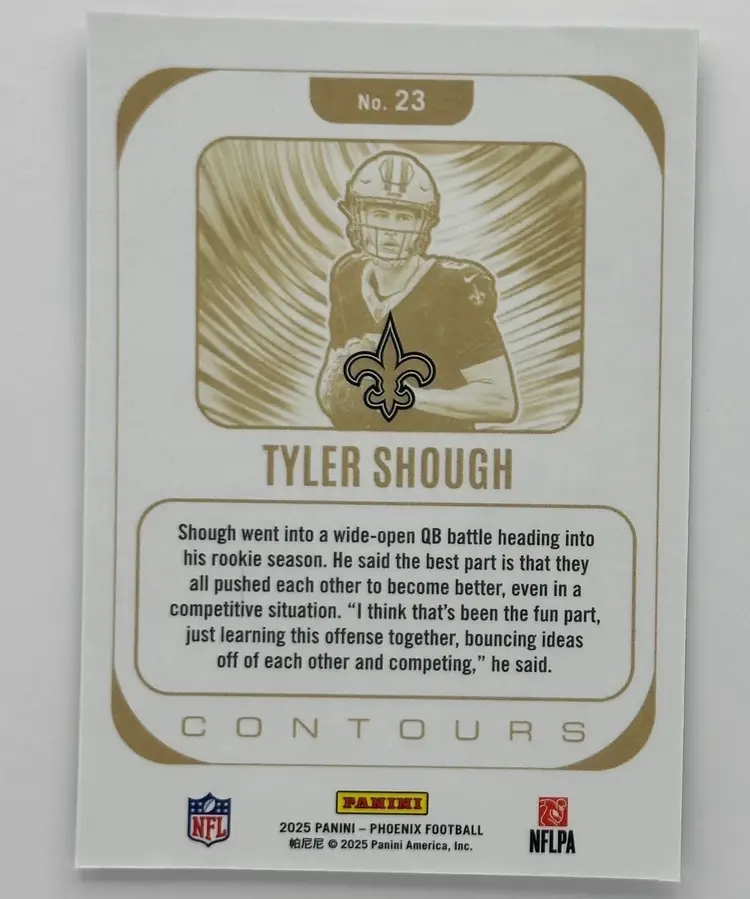 No. 23
TYLER SHOUGH
Shough went into a wide-open QB battle heading into
his rookie season. He said the best part is that they
all pushed each other to become better, even in a
competitive situation. “I think that’s been the fun part,
just learning this offense together, bouncing ideas
off of each other and competing,” he said.
CONTOURS
NFL
PANINI
2025 PANINI – PHOENIX FOOTBALL
帕尼尼 © 2025 Panini America, Inc.
NFLPA